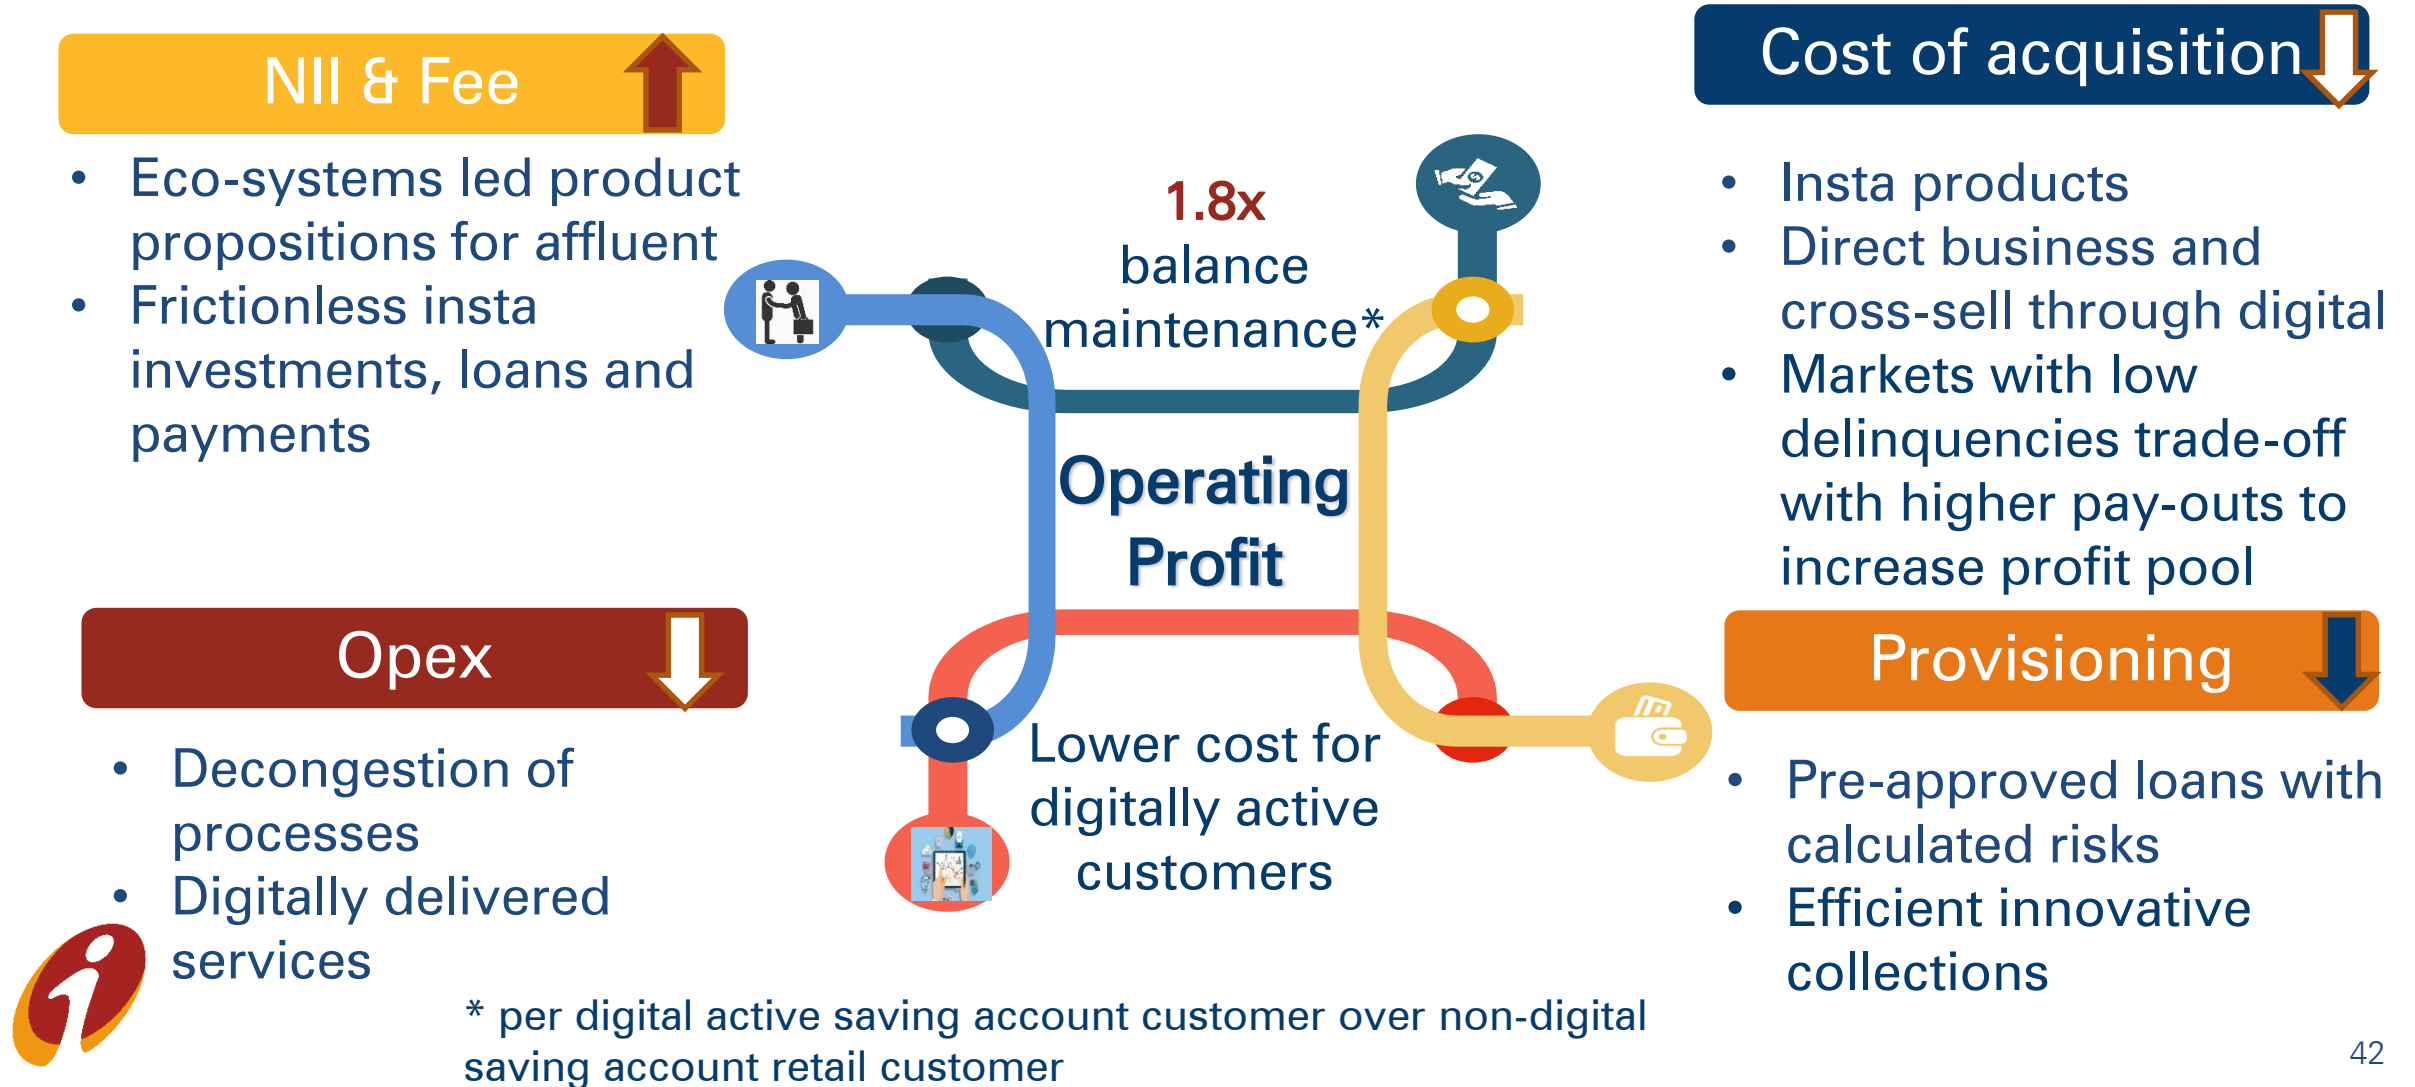 NII & Fee
• Eco-systems led product
propositions for affluent
• Frictionless insta
investments, loans and
payments
Cost of acquisition
• Insta products
• Direct business and
cross-sell through digital
• Markets with low
delinquencies trade-off
with higher pay-outs to
increase profit pool
1.8x
balance
maintenance*
Operating
Profit
Lower cost for
digitally active
customers
Opex
• Decongestion of
processes
• Digitally delivered
services
Provisioning
• Pre-approved loans with
calculated risks
• Efficient innovative
collections
* per digital active saving account customer over non-digital
saving account retail customer
42